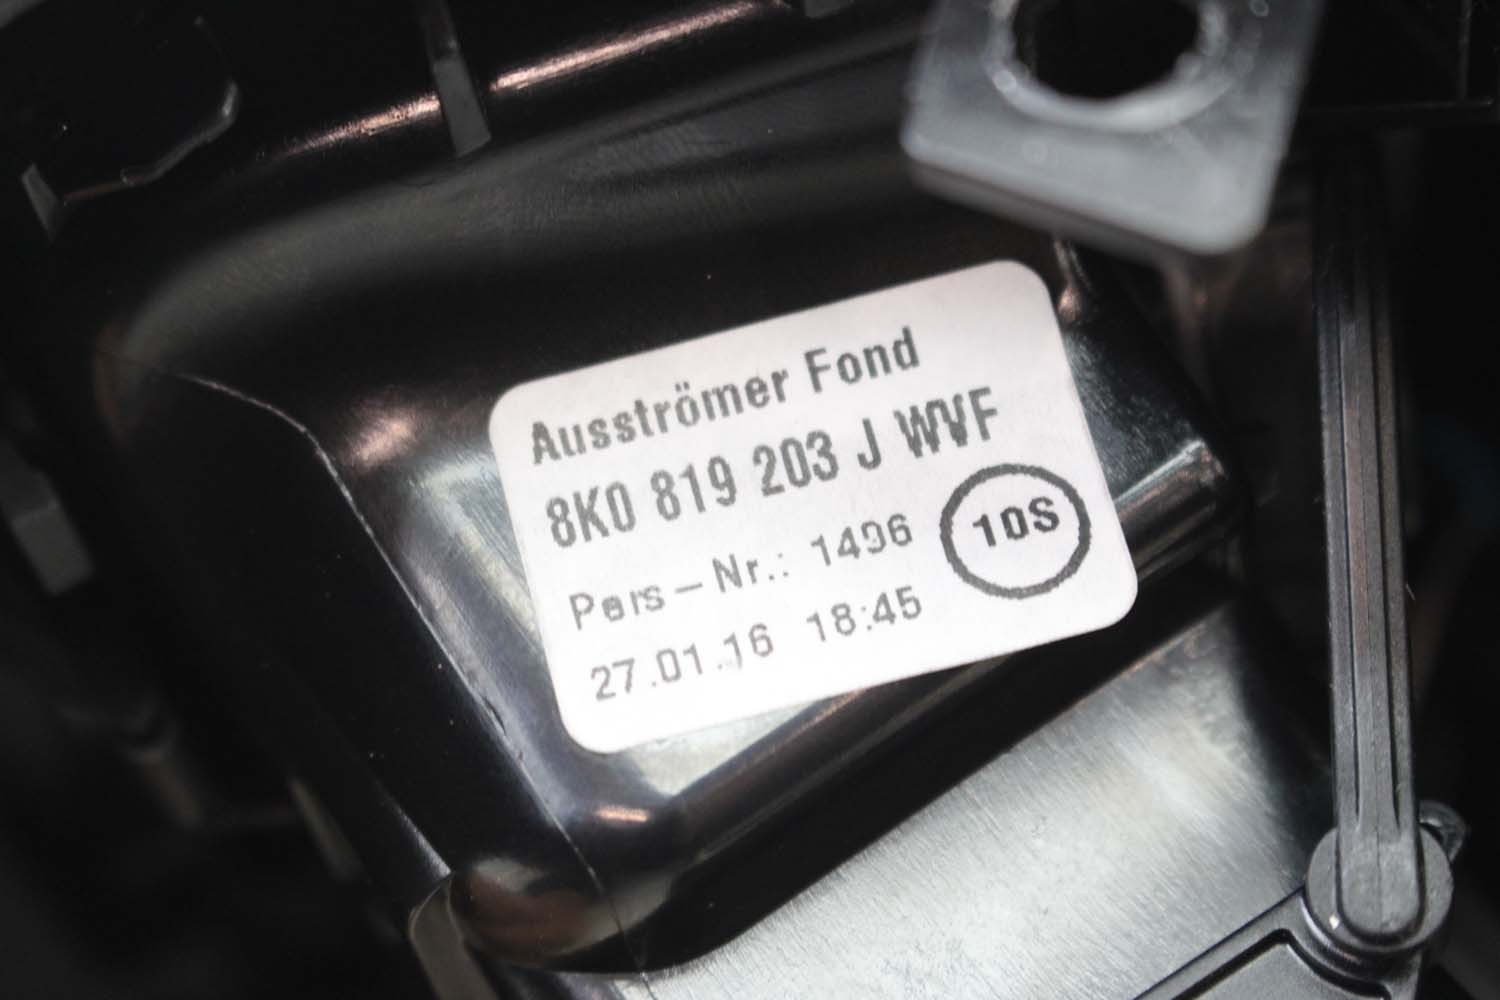 Ausströmer Fond
8K0 819 203 J WVF
Pers-Nr.: 1496
10S
27.01.16 18:45